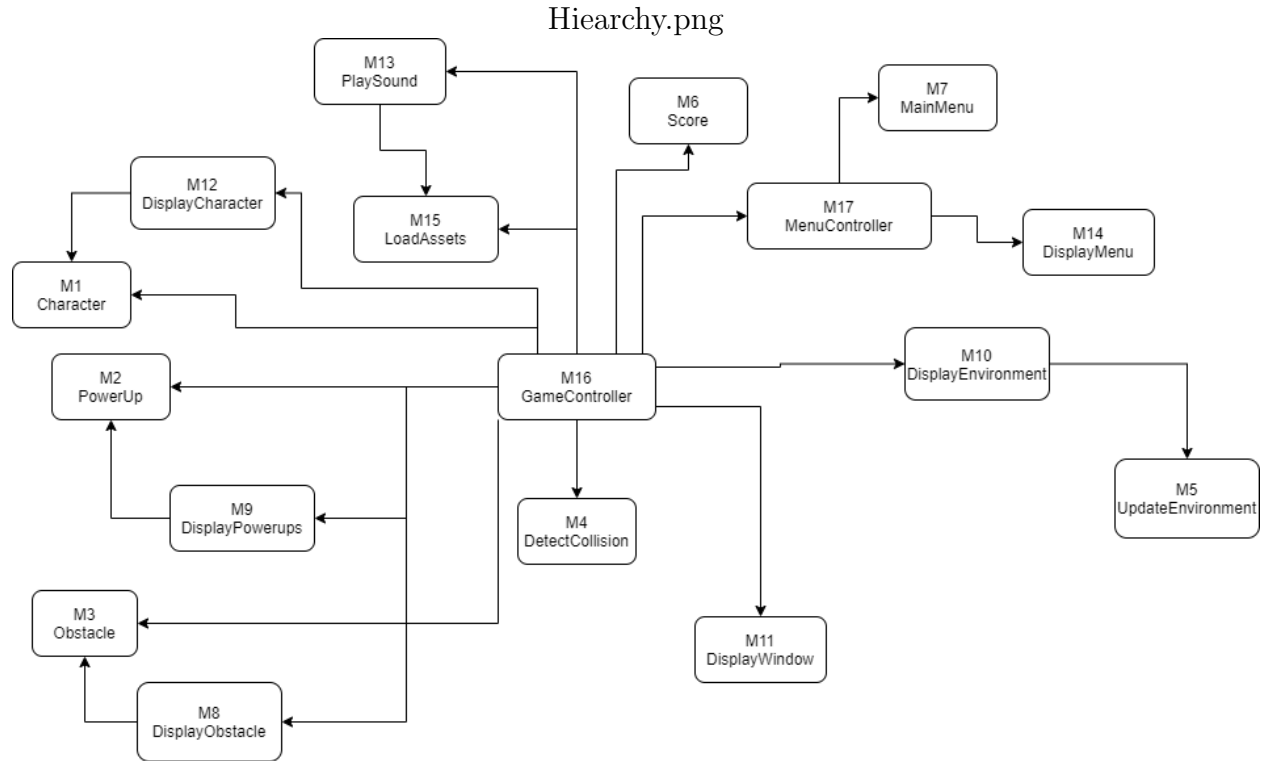 Hiearchy.png
M13
PlaySound
M6
Score
M7
MainMenu
M12
DisplayCharacter
M15
LoadAssets
M17
MenuController
M14
DisplayMenu
M1
Character
M2
PowerUp
M16
GameController
M10
DisplayEnvironment
M9
DisplayPowerups
M4
DetectCollision
M5
UpdateEnvironment
M3
Obstacle
M11
DisplayWindow
M8
DisplayObstacle